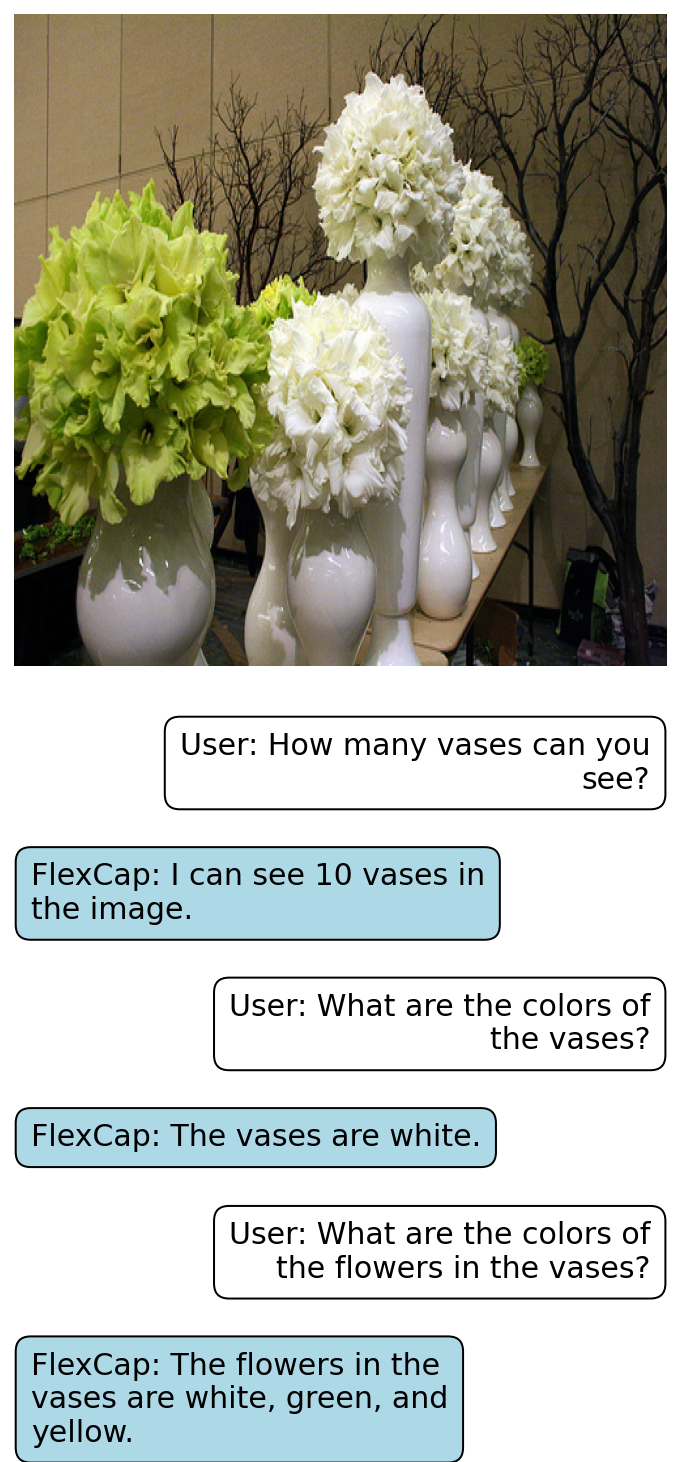 User: How many vases can you
see?
FlexCap: I can see 10 vases in
the image.
User: What are the colors of
the vases?
FlexCap: The vases are white.
User: What are the colors of
the flowers in the vases?
FlexCap: The flowers in the
vases are white, green, and
yellow.